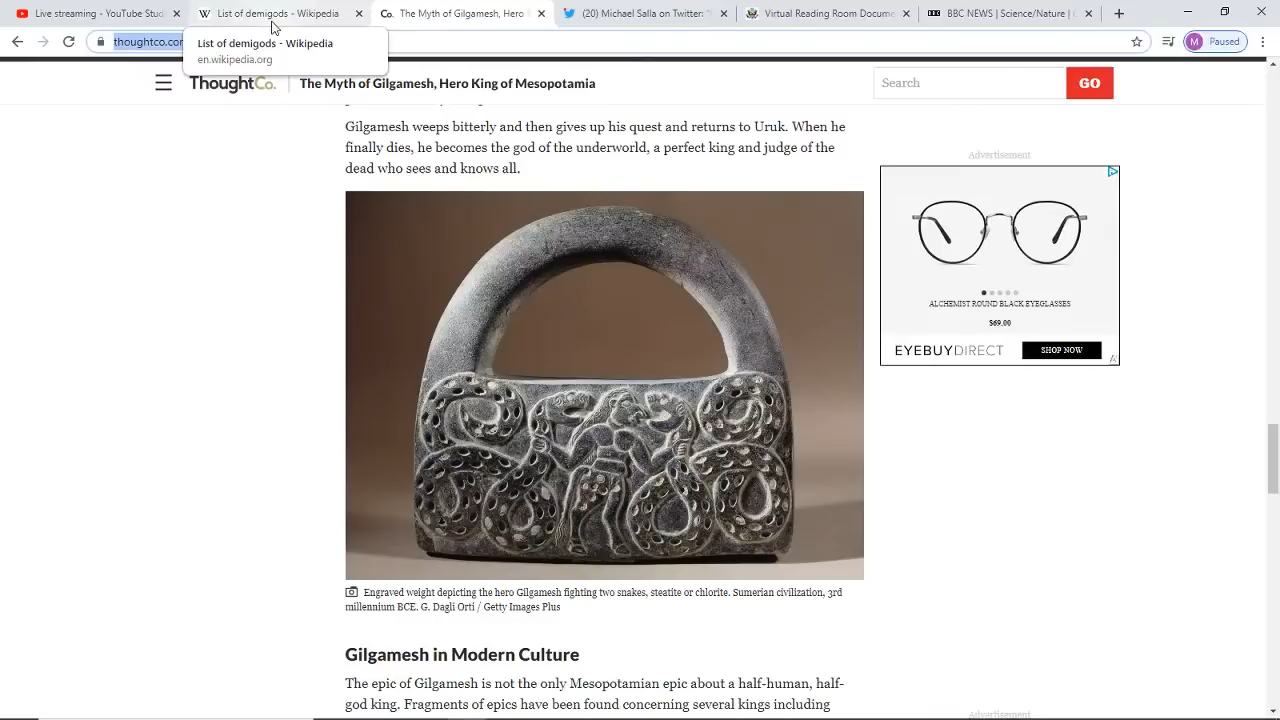 Live streaming - YouTube Stud
List of demigods - Wikipedia
Co. The Myth of Gilgamesh, Hero
(20) Michael Salla on Twitter: "
Virtual Reading Room Docume
BBC NEWS | Science/Nature |
thoughtco.co
Paused
List of demigods - Wikipedia
en.wikipedia.org
ThoughtCo.
The Myth of Gilgamesh, Hero King of Mesopotamia
Search
GO
Gilgamesh weeps bitterly and then gives up his quest and returns to Uruk. When he
finally dies, he becomes the god of the underworld, a perfect king and judge of the
dead who sees and knows all.
Advertisement
ALCHEMIST ROUND BLACK EYEGLASSES
$69.00
EYEBUYDIRECT
SHOP NOW
Engraved weight depicting the hero Gilgamesh fighting two snakes, steatite or chlorite. Sumerian civilization, 3rd
millennium BCE. G. Dagli Orti / Getty Images Plus
Gilgamesh in Modern Culture
The epic of Gilgamesh is not the only Mesopotamian epic about a half-human, half-
god king. Fragments of epics have been found concerning several kings including
Advertisement